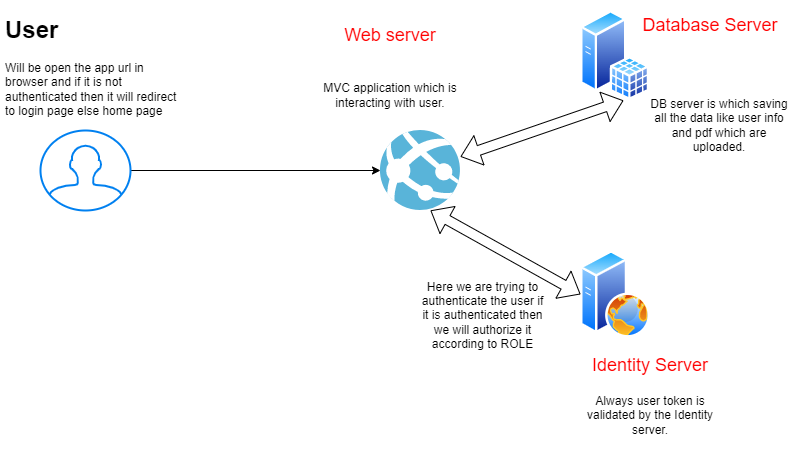 User
Will be open the app url in
browser and if it is not
authenticated then it will redirect
to login page else home page
Web server
MVC application which is
interacting with user.
Database Server
DB server is which saving
all the data like user info
and pdf which are
uploaded.
Here we are trying to
authenticate the user if
it is authenticated then
we will authorize it
according to ROLE
Identity Server
Always user token is
validated by the Identity
server.